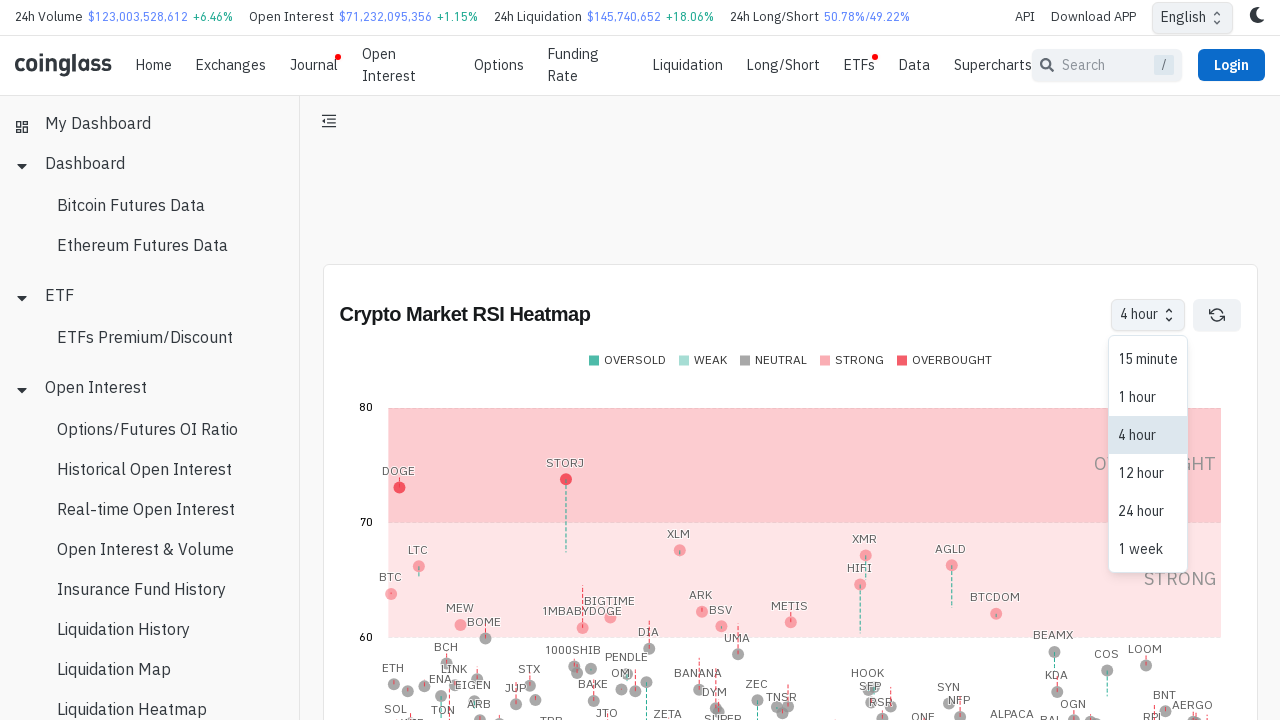 24h Volume $123,003,528,612 +6.46% Open Interest $71,232,095,356 +1.15% 24h Liquidation $145,740,652 +18.06% 24h Long/Short 50.78%/49.22% API Download APP English
coinglass Home Exchanges Journal Open Interest Options Funding Rate Liquidation Long/Short ETFs Data Supercharts Search / Login
My Dashboard
Dashboard
Bitcoin Futures Data
Ethereum Futures Data
ETF
ETFs Premium/Discount
Open Interest
Options/Futures OI Ratio
Historical Open Interest
Real-time Open Interest
Open Interest & Volume
Insurance Fund History
Liquidation History
Liquidation Map
Liquidation Heatmap
Crypto Market RSI Heatmap 4 hour
15 minute
1 hour
4 hour
12 hour
24 hour
1 week
OVERSOLD WEAK NEUTRAL STRONG OVERBOUGHT
80
STORJ
DOGE
70
XLM
XMR
LTC AGLD
HIFI
STRONG
BTC
ARK BTCDOM
BIGTIME
MEW 1MBABYDOGE BSV METIS
BOME
DIA
60 UMA BEAMX
BCH 1000SHIB LOOM
PENDLE COS
ETH LINK STX OM BANANA HOOK KDA
ENA EIGEN JUP BAKE DYM ZEC SFP SYN
TNSR BNT
SOL TON ARB JTO RSR NFP OGN AERGO
ZETA ALPACA